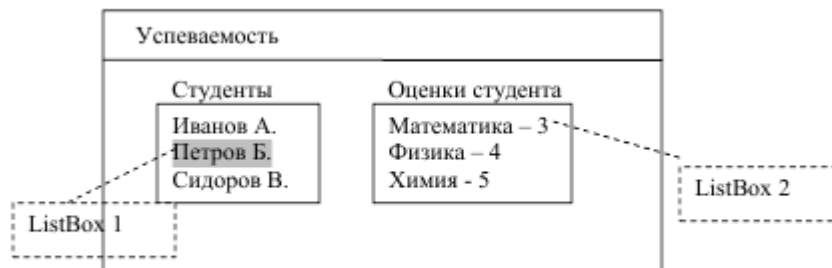 Успеваемость
Студенты
Оценки студента
Иванов А.
Петров Б.
Сидоров В.
Математика – 3
Физика – 4
Химия - 5
ListBox 1
ListBox 2